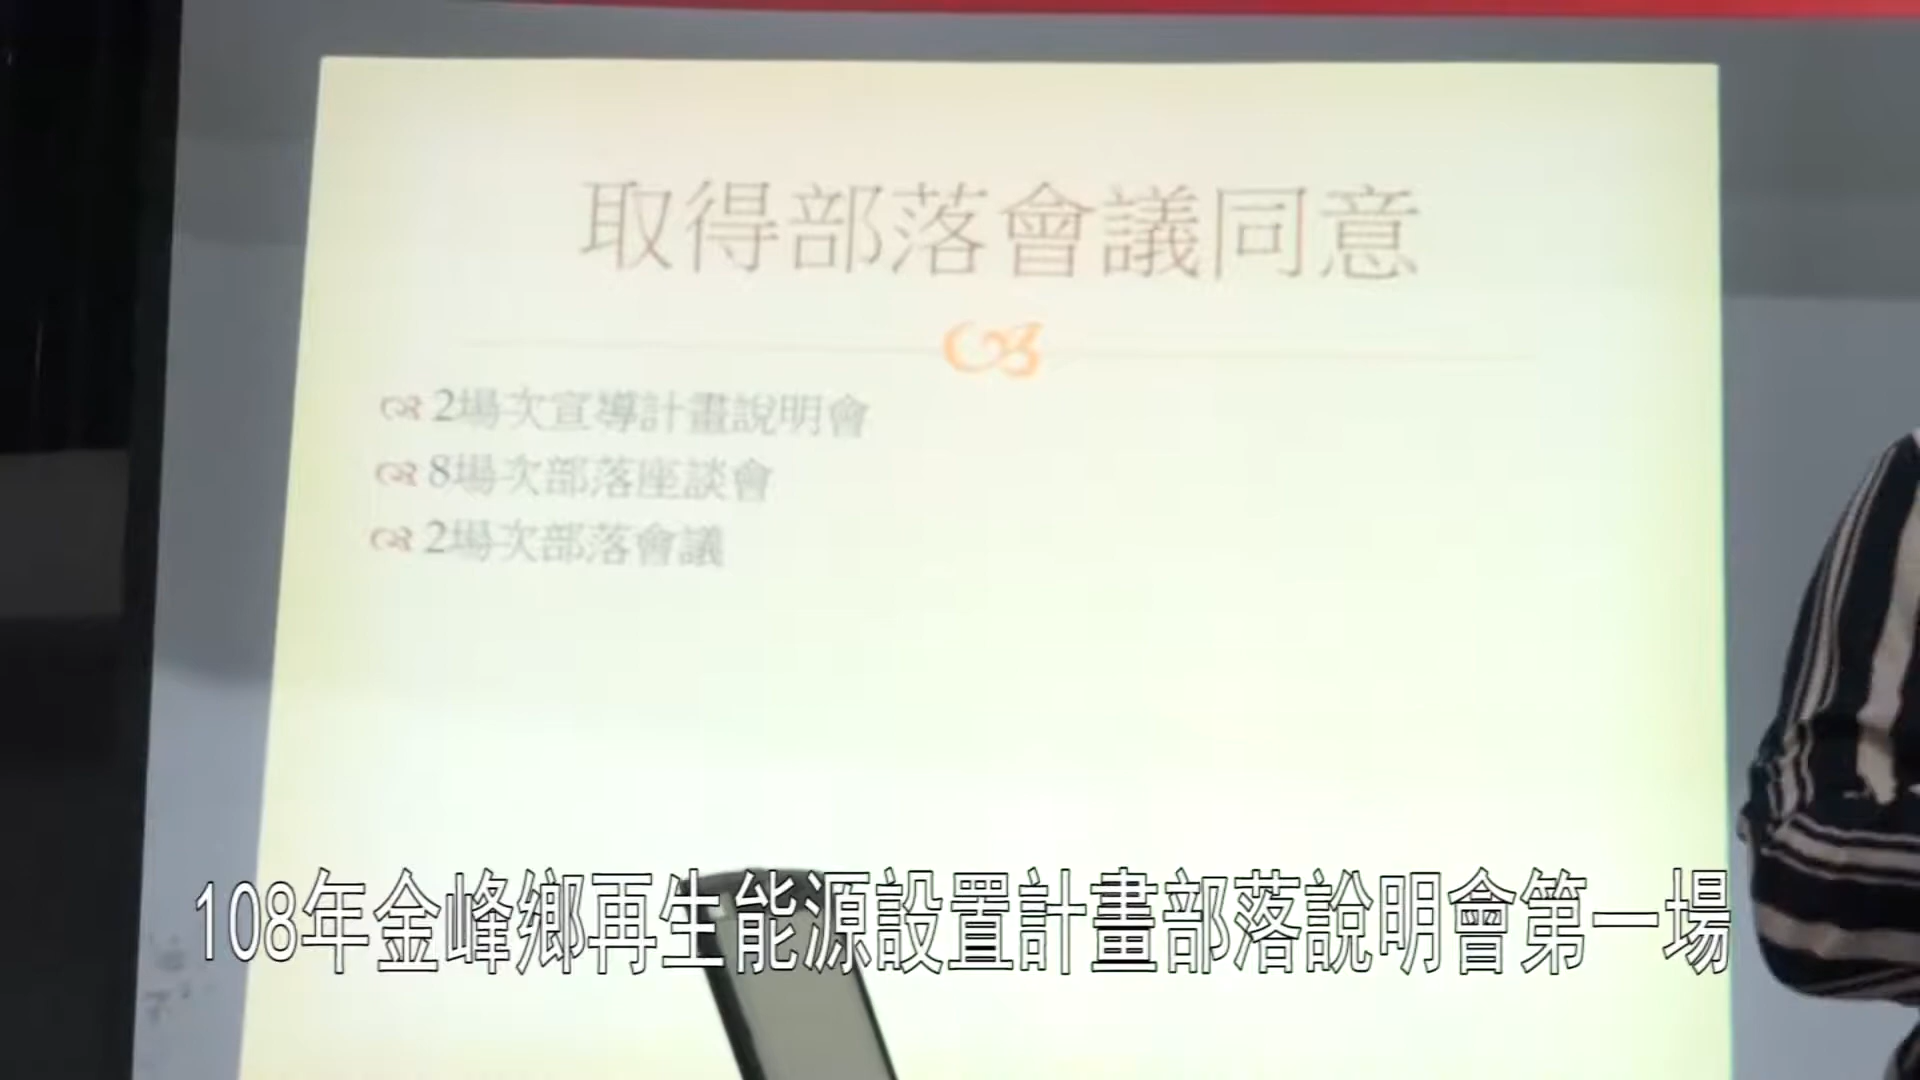 取得部落會議同意
2場次宣導計畫說明會
8場次部落座談會
2場次部落會議
108年金峰鄉再生能源設置計畫部落說明會第一場